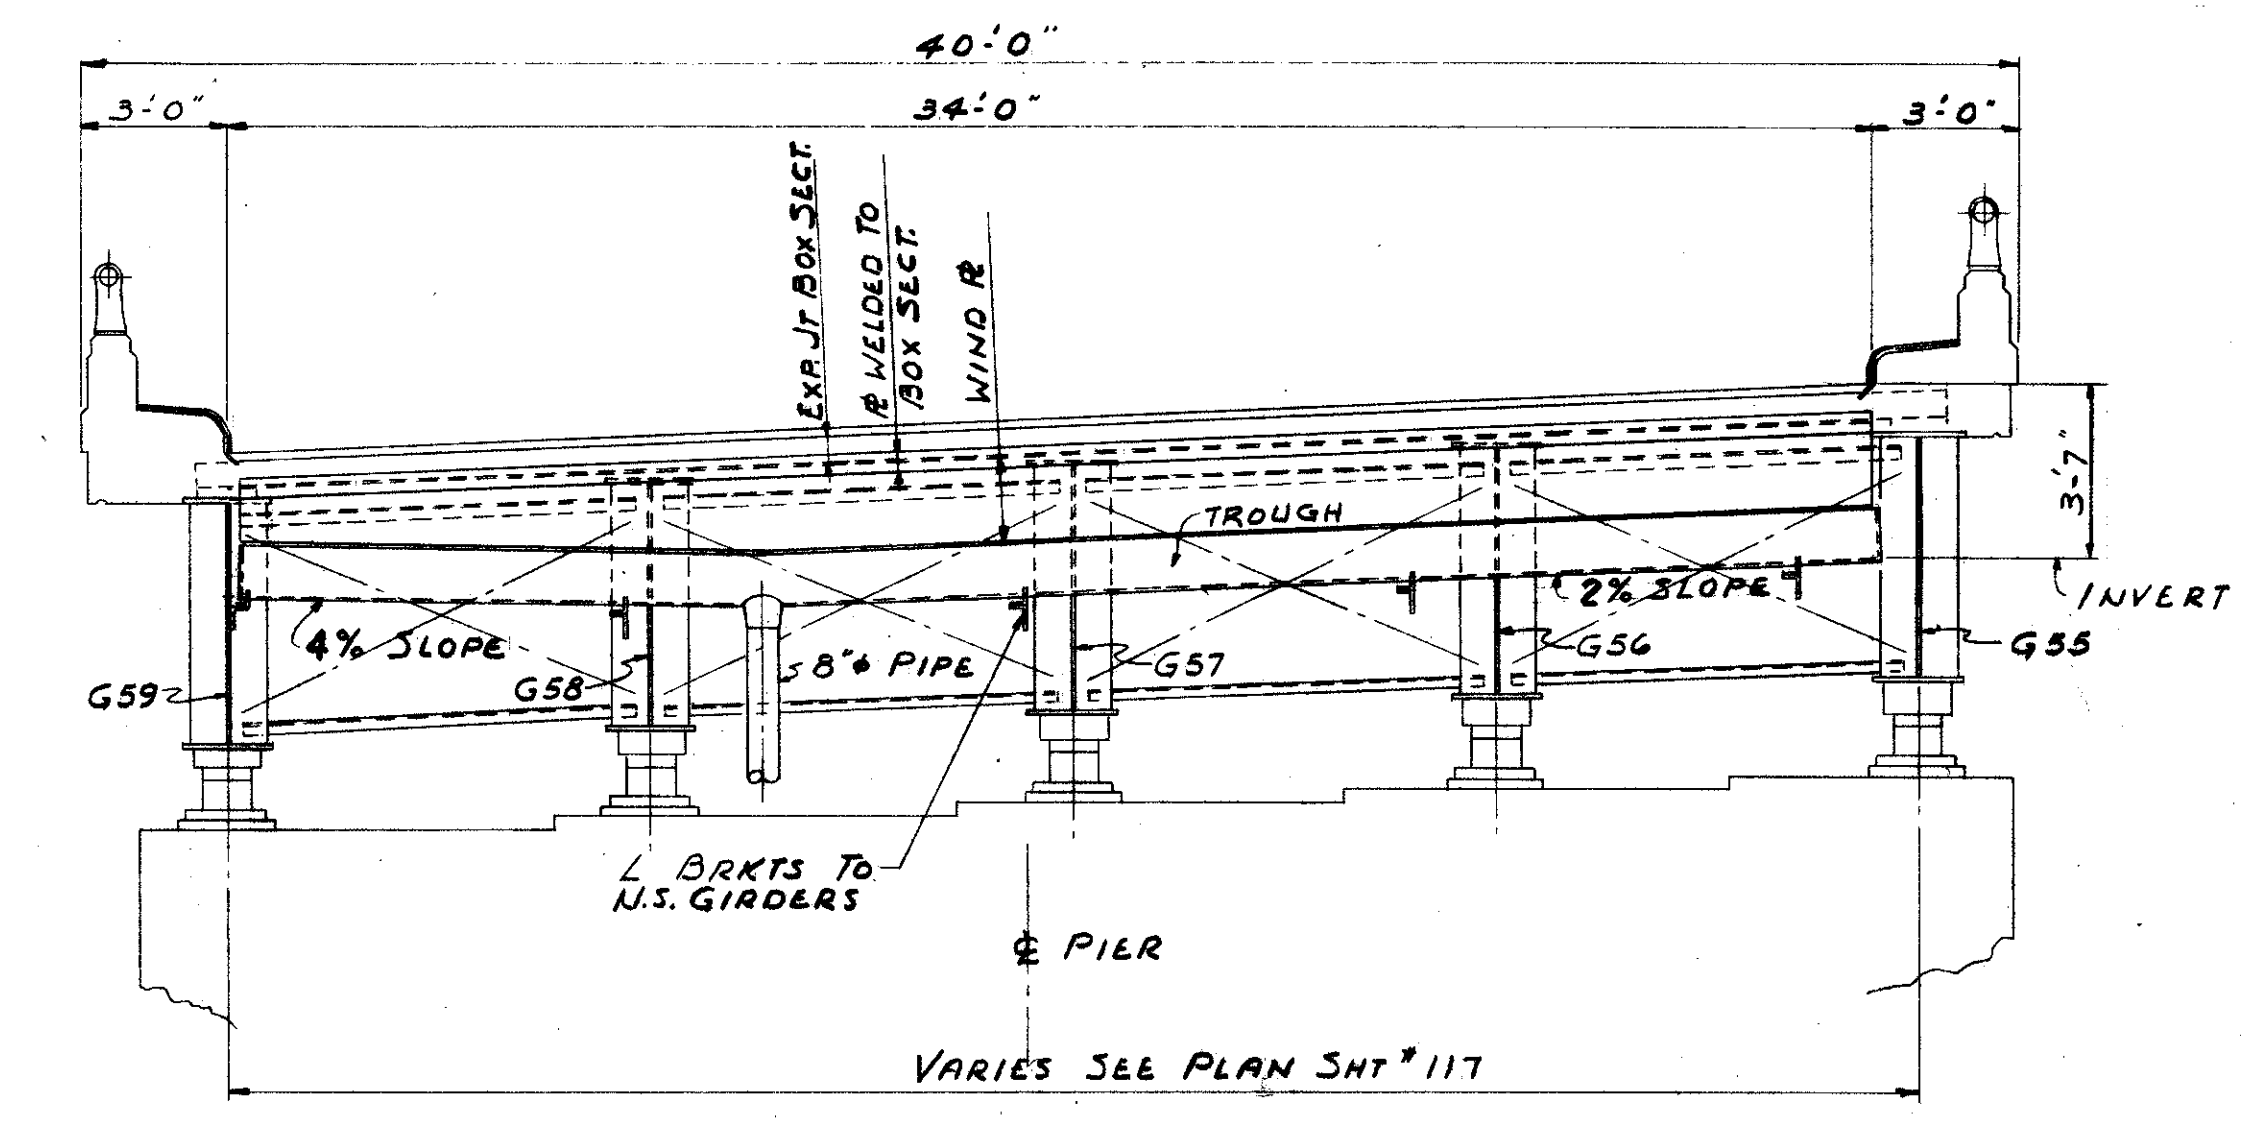 40'-0"
3'-0"
34'-0"
3'-0"
EXP. JT BOX SECT.
℄ WELDED TO
BOX SECT.
WIND ℄
TROUGH
3'-7"
2% SLOPE
INVERT
4% SLOPE
G59
G58
8"φ PIPE
G57
G56
G55
L BRKTS TO
N.S. GIRDERS
℄ PIER
VARIES SEE PLAN SHT #117